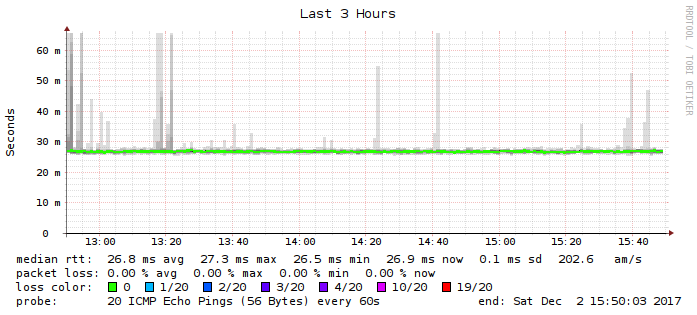 Last 3 Hours
RRDTOOL / TOBI OETIKER
Seconds
60 m
50 m
40 m
30 m
20 m
10 m
0
13:00 13:20 13:40 14:00 14:20 14:40 15:00 15:20 15:40
median rtt: 26.8 ms avg 27.3 ms max 26.5 ms min 26.9 ms now 0.1 ms sd 202.6 am/s
packet loss: 0.00 % avg 0.00 % max 0.00 % min 0.00 % now
loss color: 0 1/20 2/20 3/20 4/20 10/20 19/20
probe: 20 ICMP Echo Pings (56 Bytes) every 60s end: Sat Dec 2 15:50:03 2017